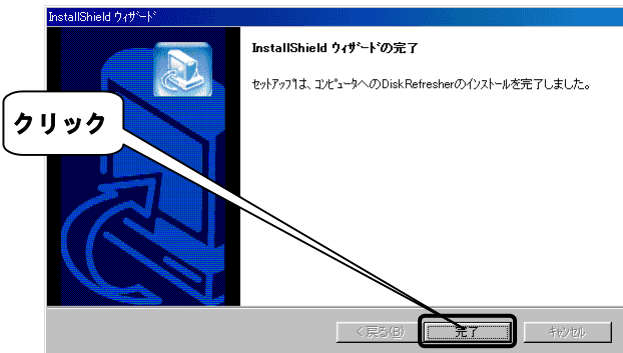 InstallShield ウィザード
InstallShield ウィザードの完了
セットアップは、コンピュータへのDiskRefresherのインストールを完了しました。
クリック
< 戻る(B)
完了
キャンセル